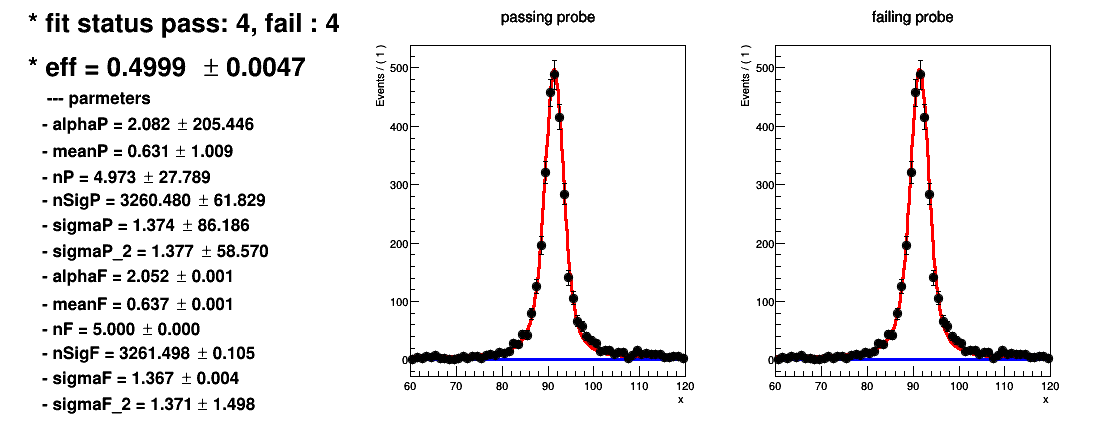 * fit status pass: 4, fail : 4
* eff = 0.4999 ± 0.0047
--- parmeters
- alphaP = 2.082 ± 205.446
- meanP = 0.631 ± 1.009
- nP = 4.973 ± 27.789
- nSigP = 3260.480 ± 61.829
- sigmaP = 1.374 ± 86.186
- sigmaP_2 = 1.377 ± 58.570
- alphaF = 2.052 ± 0.001
- meanF = 0.637 ± 0.001
- nF = 5.000 ± 0.000
- nSigF = 3261.498 ± 0.105
- sigmaF = 1.367 ± 0.004
- sigmaF_2 = 1.371 ± 1.498
passing probe
Events / ( 1 )
500
400
300
200
100
0
60 70 80 90 100 110 120
x
failing probe
Events / ( 1 )
500
400
300
200
100
0
60 70 80 90 100 110 120
x